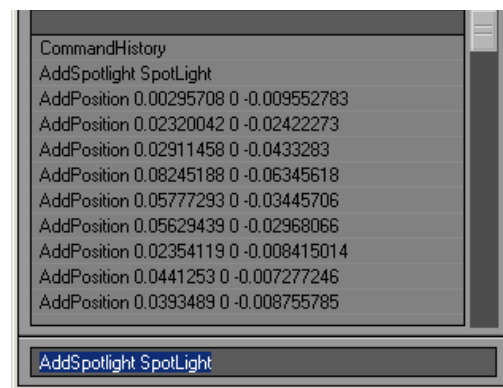 CommandHistory
AddSpotlight SpotLight
AddPosition 0.00295708 0 -0.009552783
AddPosition 0.02320042 0 -0.02422273
AddPosition 0.02911458 0 -0.0433283
AddPosition 0.08245188 0 -0.06345618
AddPosition 0.05777293 0 -0.03445706
AddPosition 0.05629439 0 -0.02968066
AddPosition 0.02354119 0 -0.008415014
AddPosition 0.0441253 0 -0.007277246
AddPosition 0.0393489 0 -0.008755785
AddSpotlight SpotLight